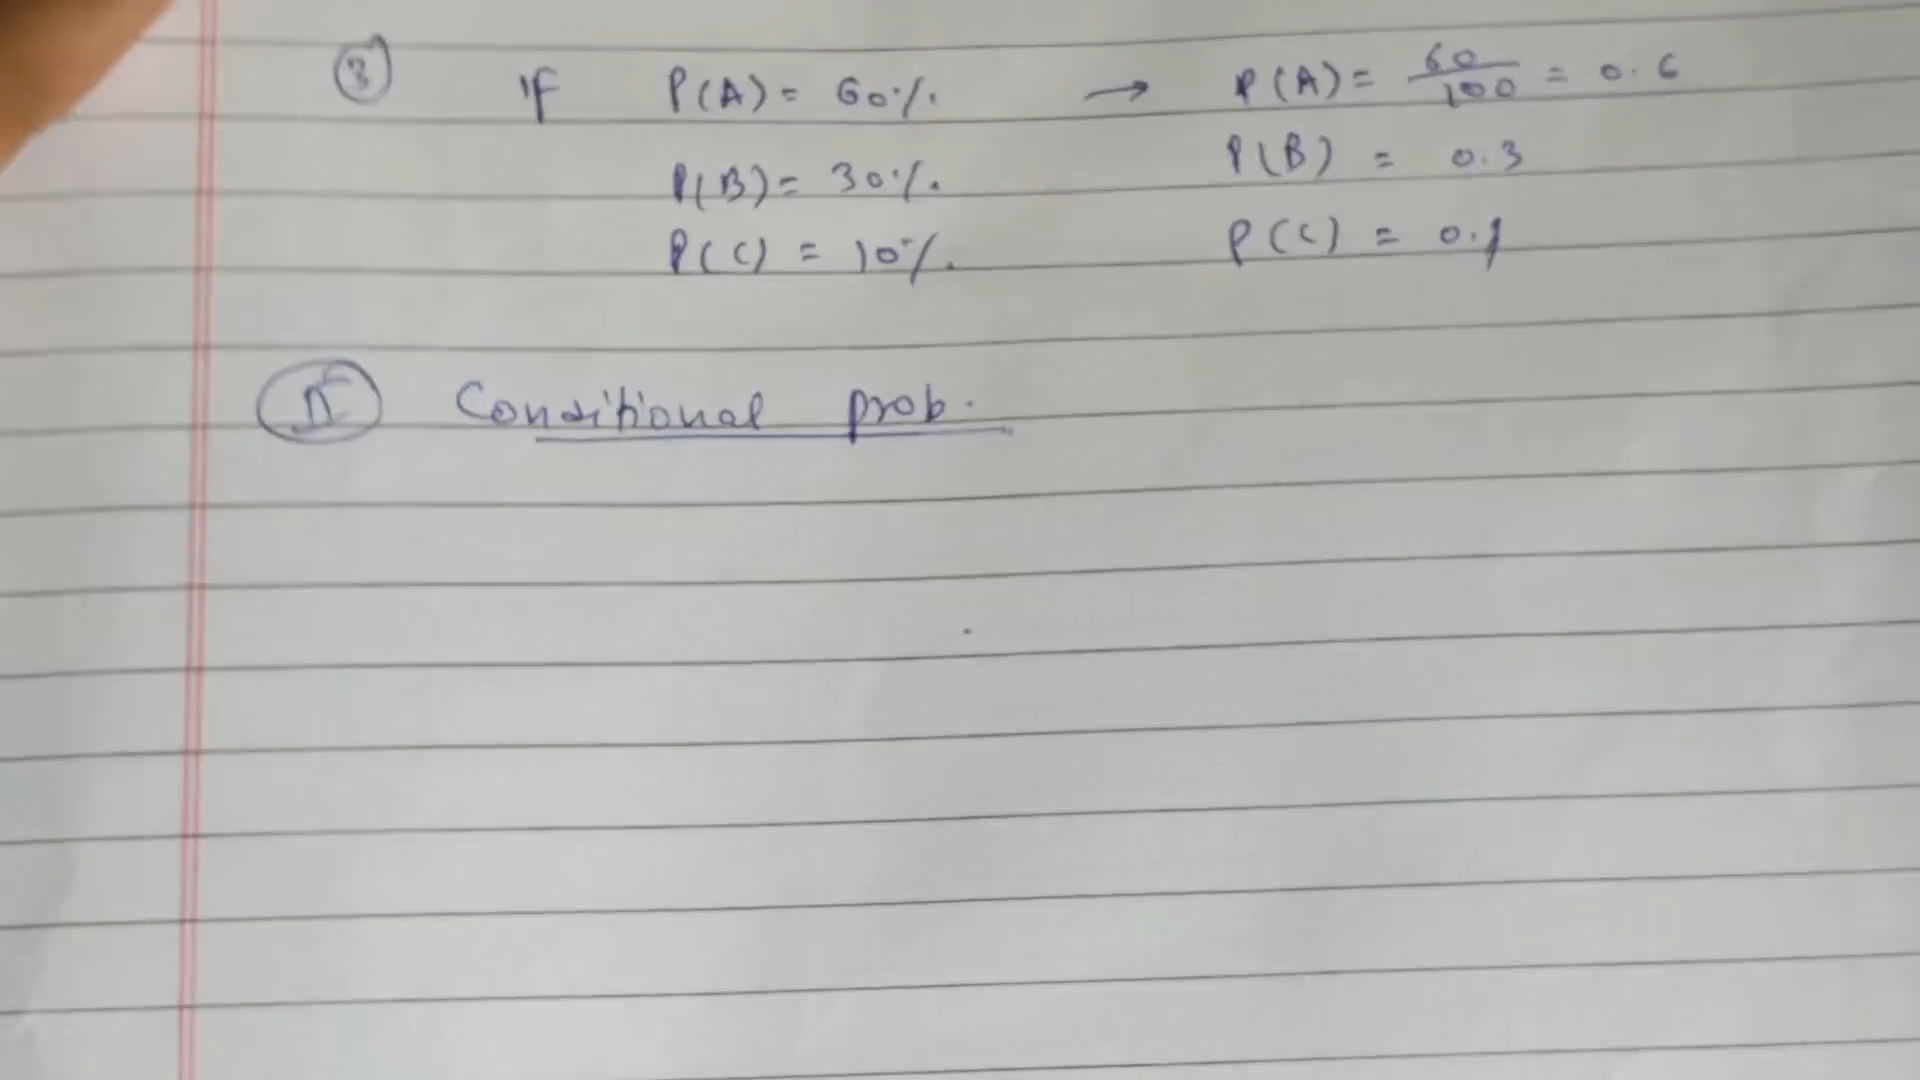 ③ If P(A) = 60% → P(A) = 60/100 = 0.6
P(B) = 30% P(B) = 0.3
P(C) = 10% P(C) = 0.1
II Conditional prob.